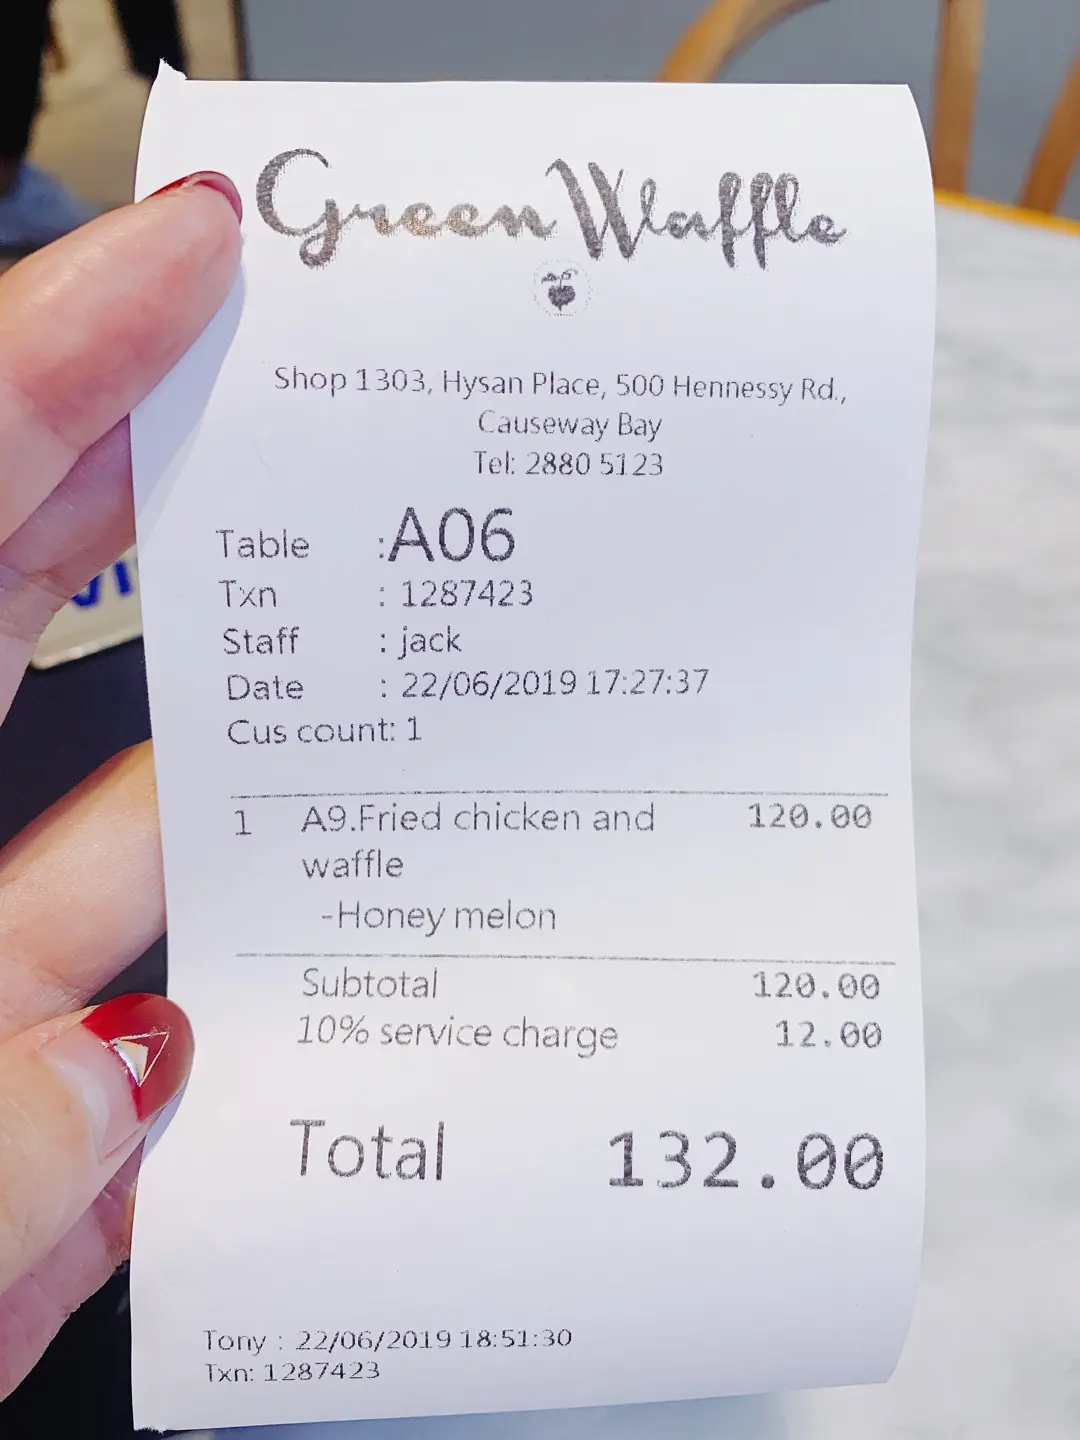 Green Waffle
Shop 1303, Hysan Place, 500 Hennessy Rd.,
Causeway Bay
Tel: 2880 5123
Table :A06
Txn : 1287423
Staff : jack
Date : 22/06/2019 17:27:37
Cus count: 1
1 A9.Fried chicken and 120.00
waffle
-Honey melon
Subtotal 120.00
10% service charge 12.00
Total 132.00
Tony : 22/06/2019 18:51:30
Txn: 1287423